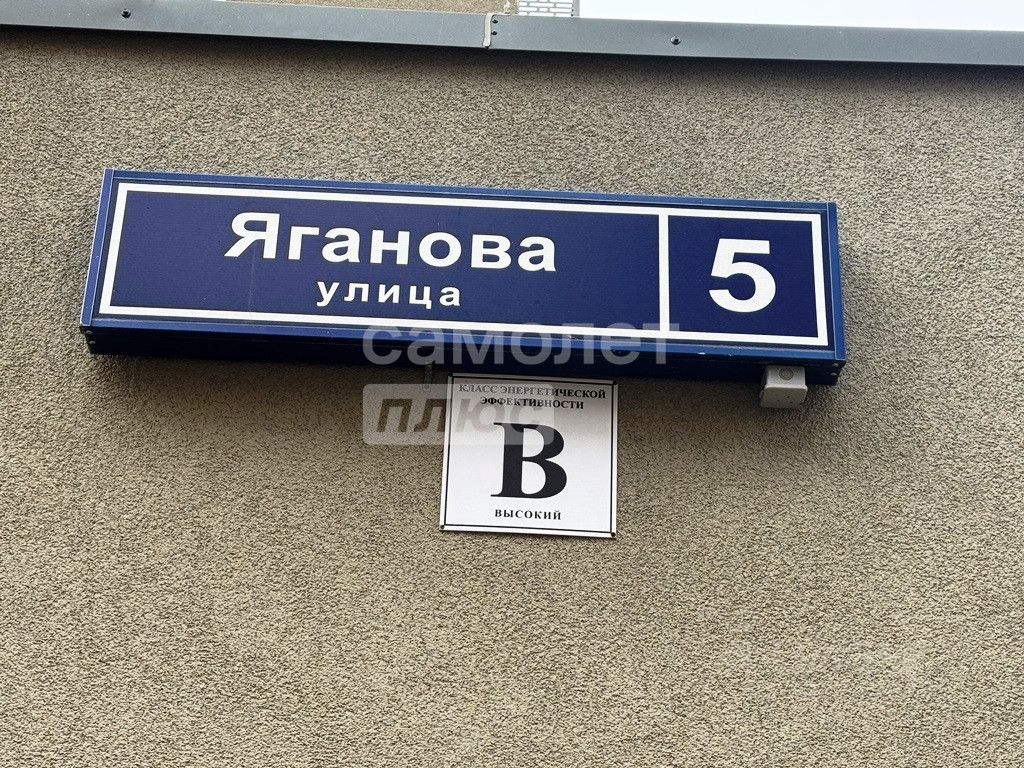 Яганова
улица
5
самолет
плюс
КЛАСС ЭНЕРГЕТИЧЕСКОЙ
ЭФФЕКТИВНОСТИ
В
ВЫСОКИЙ